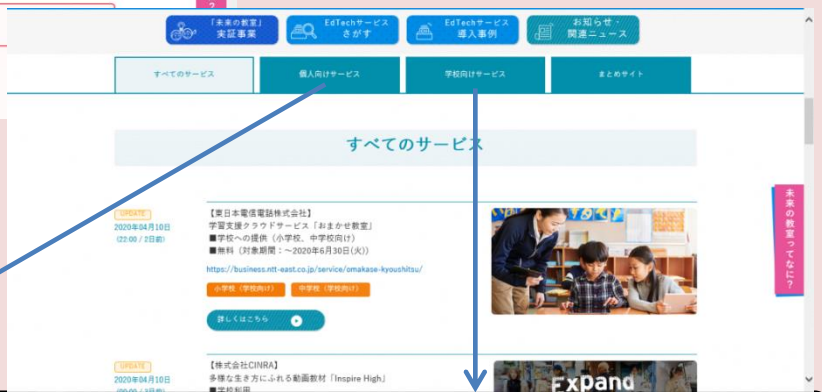 ?
「未来の教室」
実証事業
EdTechサービス
さがす
EdTechサービス
導入事例
お知らせ・
関連ニュース
すべてのサービス
個人向けサービス
学校向けサービス
まとめサイト
すべてのサービス
UPDATE
2020年04月10日
(22:00 / 2日前)
【東日本電信電話株式会社】
学習支援クラウドサービス「おまかせ教室」
■学校への提供（小学校、中学校向け）
■無料（対象期間：～2020年6月30日(火)）
https://business.ntt-east.co.jp/service/omakase-kyoushitsu/
小学校（学校向け）
中学校（学校向け）
詳しくはこちら
未来の教室ってなに？
UPDATE
2020年04月10日
【株式会社CINRA】
多様な生き方にふれる動画教材「Inspire High」
■学校利用
Expand